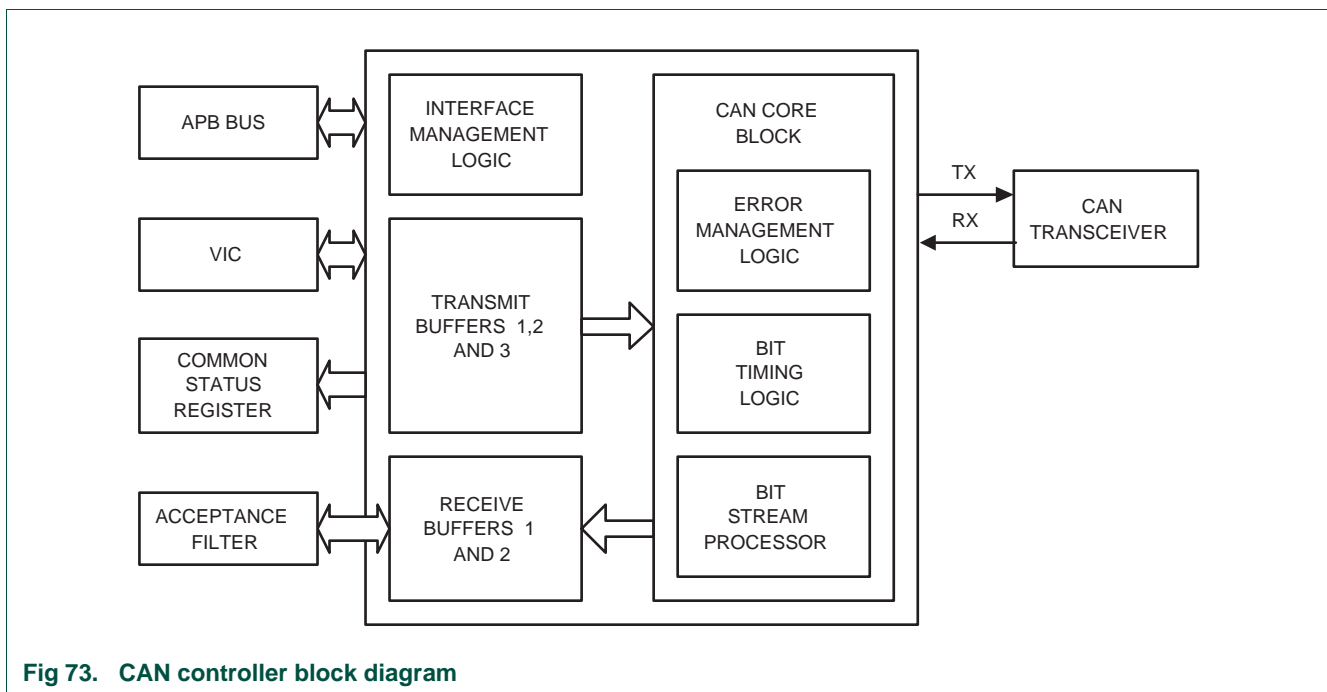 APB BUS
VIC
COMMON
STATUS
REGISTER
ACCEPTANCE
FILTER
INTERFACE
MANAGEMENT
LOGIC
TRANSMIT
BUFFERS 1,2
AND 3
RECEIVE
BUFFERS 1
AND 2
CAN CORE
BLOCK
ERROR
MANAGEMENT
LOGIC
BIT
TIMING
LOGIC
BIT
STREAM
PROCESSOR
TX
RX
CAN
TRANSCEIVER
Fig 73. CAN controller block diagram